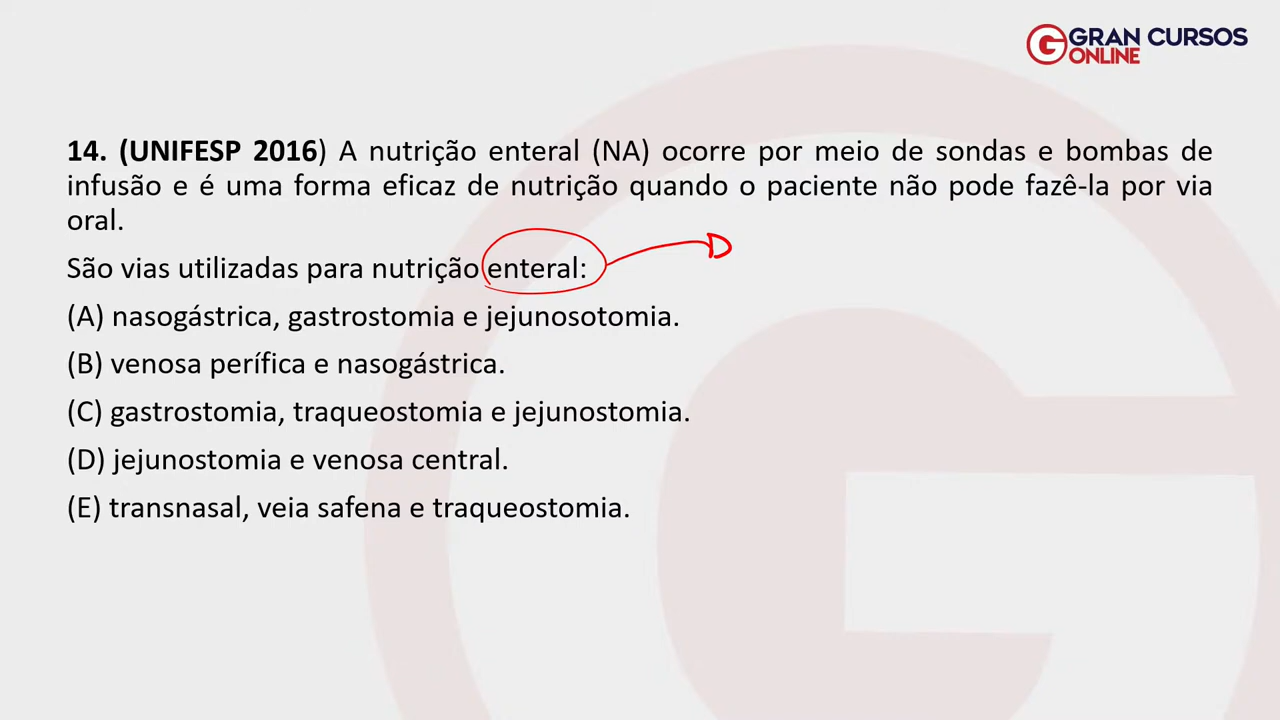 GRAN CURSOS
ONLINE
14. (UNIFESP 2016) A nutrição enteral (NA) ocorre por meio de sondas e bombas de
infusão e é uma forma eficaz de nutrição quando o paciente não pode fazê-la por via
oral.
São vias utilizadas para nutrição enteral:
(A) nasogástrica, gastrostomia e jejunosotomia.
(B) venosa perífica e nasogástrica.
(C) gastrostomia, traqueostomia e jejunostomia.
(D) jejunostomia e venosa central.
(E) transnasal, veia safena e traqueostomia.